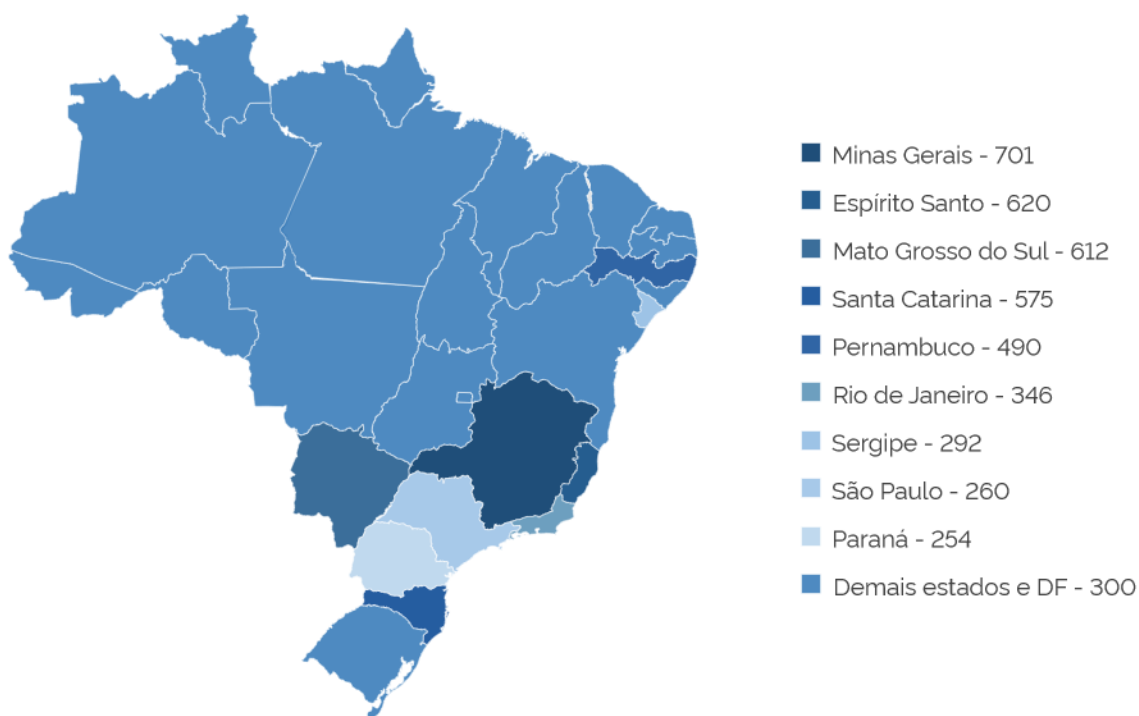 Minas Gerais - 701
Espírito Santo - 620
Mato Grosso do Sul - 612
Santa Catarina - 575
Pernambuco - 490
Rio de Janeiro - 346
Sergipe - 292
São Paulo - 260
Paraná - 254
Demais estados e DF - 300